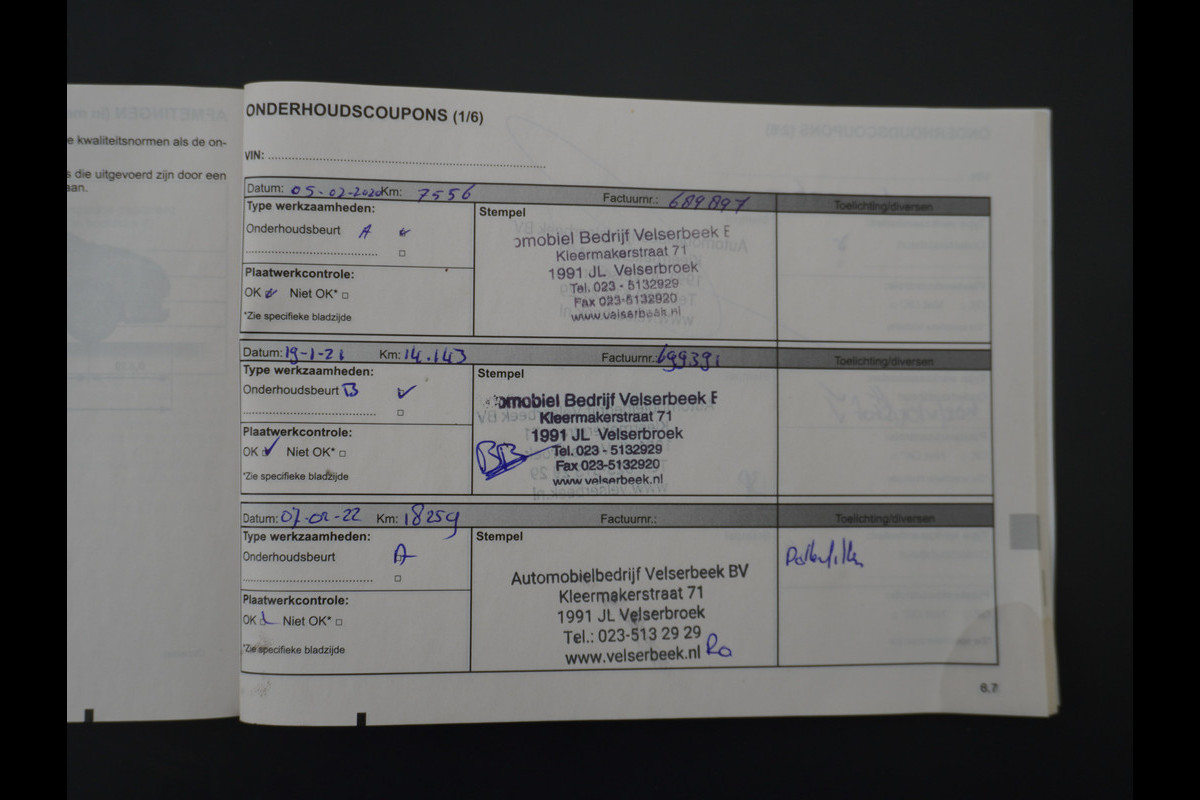 e kwaliteitsnormen als de on-
s die uitgevoerd zijn door een
aan.
ONDERHOUDSCOUPONS (1/6)
VIN:
Datum: 05-02-2020 Km: 7556 Factuurnr.: 689897 Toelichting/diversen
Type werkzaamheden:
Onderhoudsbeurt A
Plaatwerkcontrole:
OK Niet OK*
*Zie specifieke bladzijde
Stempel
omobiel Bedrijf Velserbeek B
Kleermakerstraat 71
1991 JL Velserbroek
Tel. 023 - 5132929
Fax 023-5132920
www.velserbeek.nl
Datum: 19-1-21 Km: 14.143 Factuurnr.: 699391 Toelichting/diversen
Type werkzaamheden:
Onderhoudsbeurt B
Plaatwerkcontrole:
OK Niet OK*
*Zie specifieke bladzijde
Stempel
omobiel Bedrijf Velserbeek B
Kleermakerstraat 71
1991 JL Velserbroek
Tel. 023 - 5132929
Fax 023-5132920
www.velserbeek.nl
BB
Datum: 07-02-22 Km: 18259 Factuurnr.: Toelichting/diversen
Type werkzaamheden:
Onderhoudsbeurt A
Plaatwerkcontrole:
OK Niet OK*
*Zie specifieke bladzijde
Stempel
Automobielbedrijf Velserbeek BV
Kleermakerstraat 71
1991 JL Velserbroek
Tel.: 023-513 29 29
www.velserbeek.nl Ro
6.7